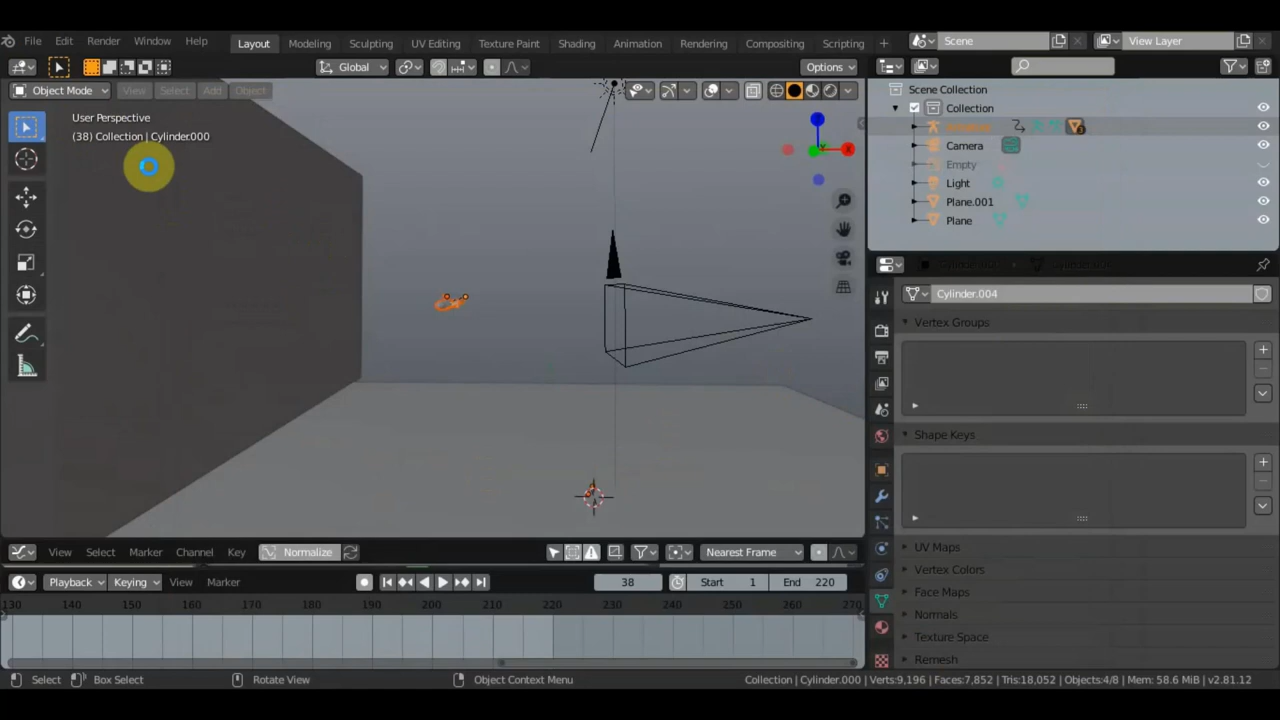 File Edit Render Window Help Layout Modeling Sculpting UV Editing Texture Paint Shading Animation Rendering Compositing Scripting + Scene View Layer
Global Options
Object Mode View Select Add Object
User Perspective
(38) Collection | Cylinder.000
Scene Collection
Collection
Camera
Empty
Light
Plane.001
Plane
Cylinder.004
Vertex Groups
Shape Keys
UV Maps
Vertex Colors
Face Maps
Normals
Texture Space
Remesh
X
Y
View Select Marker Channel Key Normalize Nearest Frame
Playback Keying View Marker 38 Start 1 End 220
130 140 150 160 170 180 190 200 210 220 230 240 250 260 270
Select Box Select Rotate View Object Context Menu Collection | Cylinder.000 | Verts:9,196 | Faces:7,852 | Tris:18,052 | Objects:4/8 | Mem: 58.6 MiB | v2.81.12